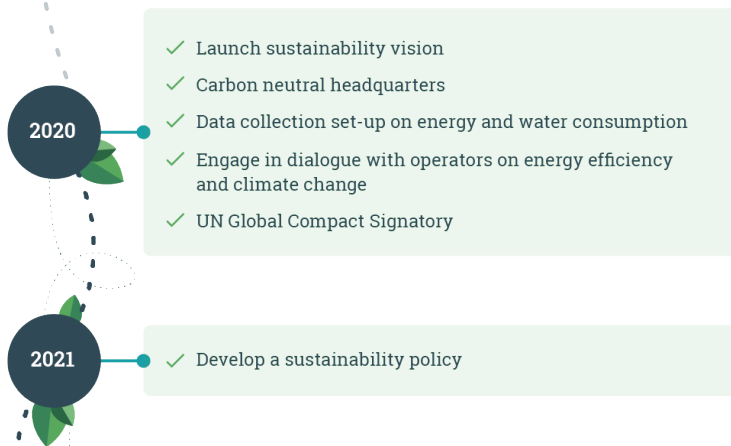 Launch sustainability vision
Carbon neutral headquarters
2020
Data collection set-up on energy and water consumption
Engage in dialogue with operators on energy efficiency
and climate change
UN Global Compact Signatory
2021
Develop a sustainability policy